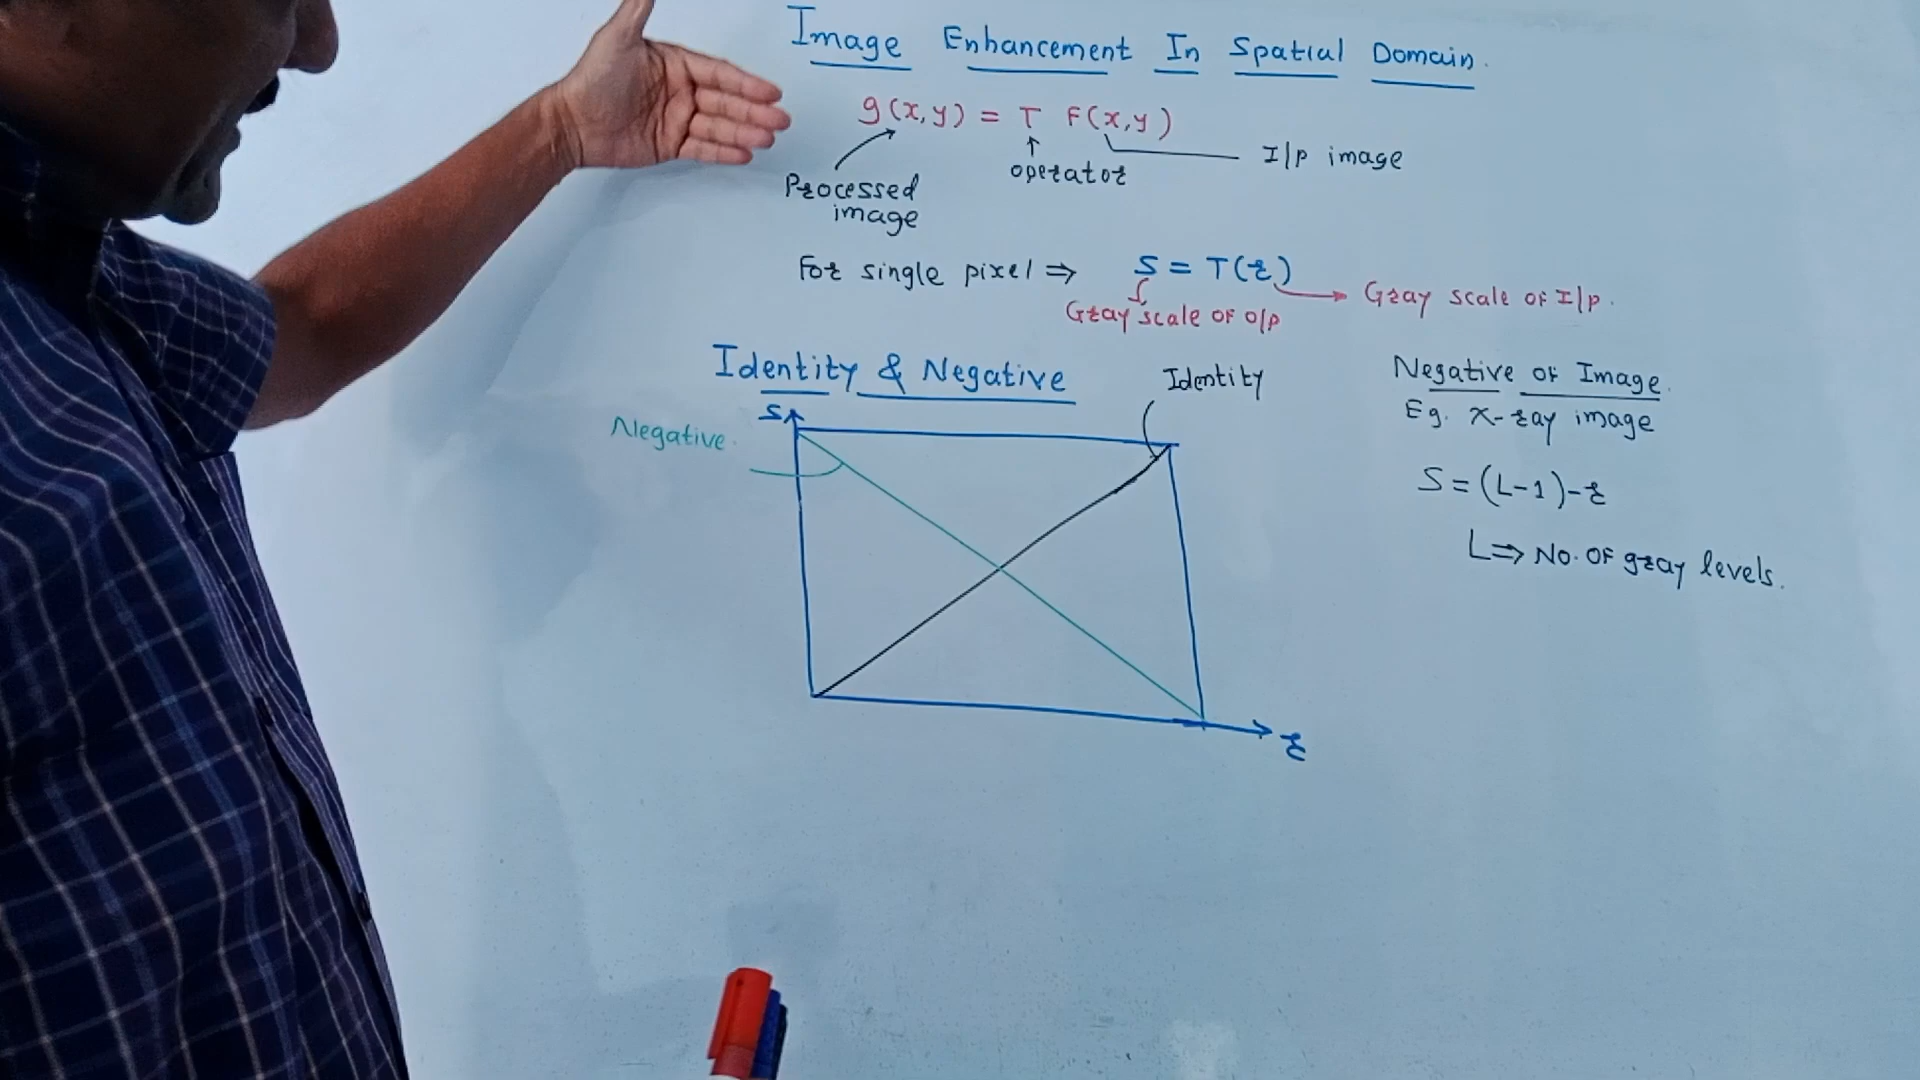 Image Enhancement In Spatial Domain.
g(x,y) = T F(x,y)
I/p image
operator
Processed
image
For single pixel ⇒ S = T(r)
Gray scale of I/p.
Gray scale of o/p
Identity & Negative
Identity
Negative of Image.
Eg. X-ray image
S
Negative.
S = (L-1)-r
L ⇒ No. of gray levels.
r